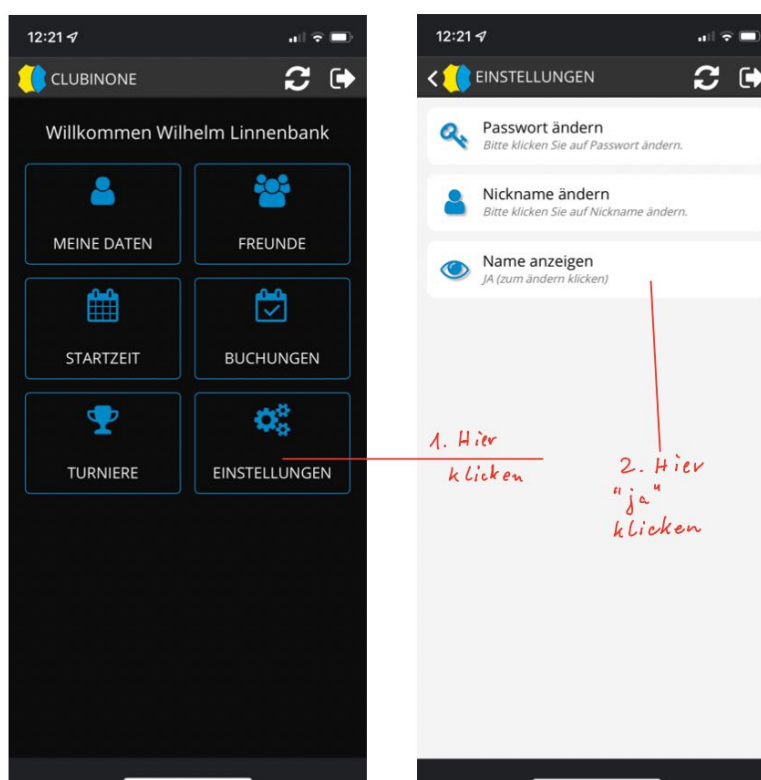 12:21
CLUBINONE
Willkommen Wilhelm Linnenbank
MEINE DATEN
FREUNDE
STARTZEIT
BUCHUNGEN
TURNIERE
EINSTELLUNGEN
12:21
EINSTELLUNGEN
Passwort ändern
Bitte klicken Sie auf Passwort ändern.
Nickname ändern
Bitte klicken Sie auf Nickname ändern.
Name anzeigen
JA (zum ändern klicken)
1. Hier
klicken
2. Hier
"ja"
klicken